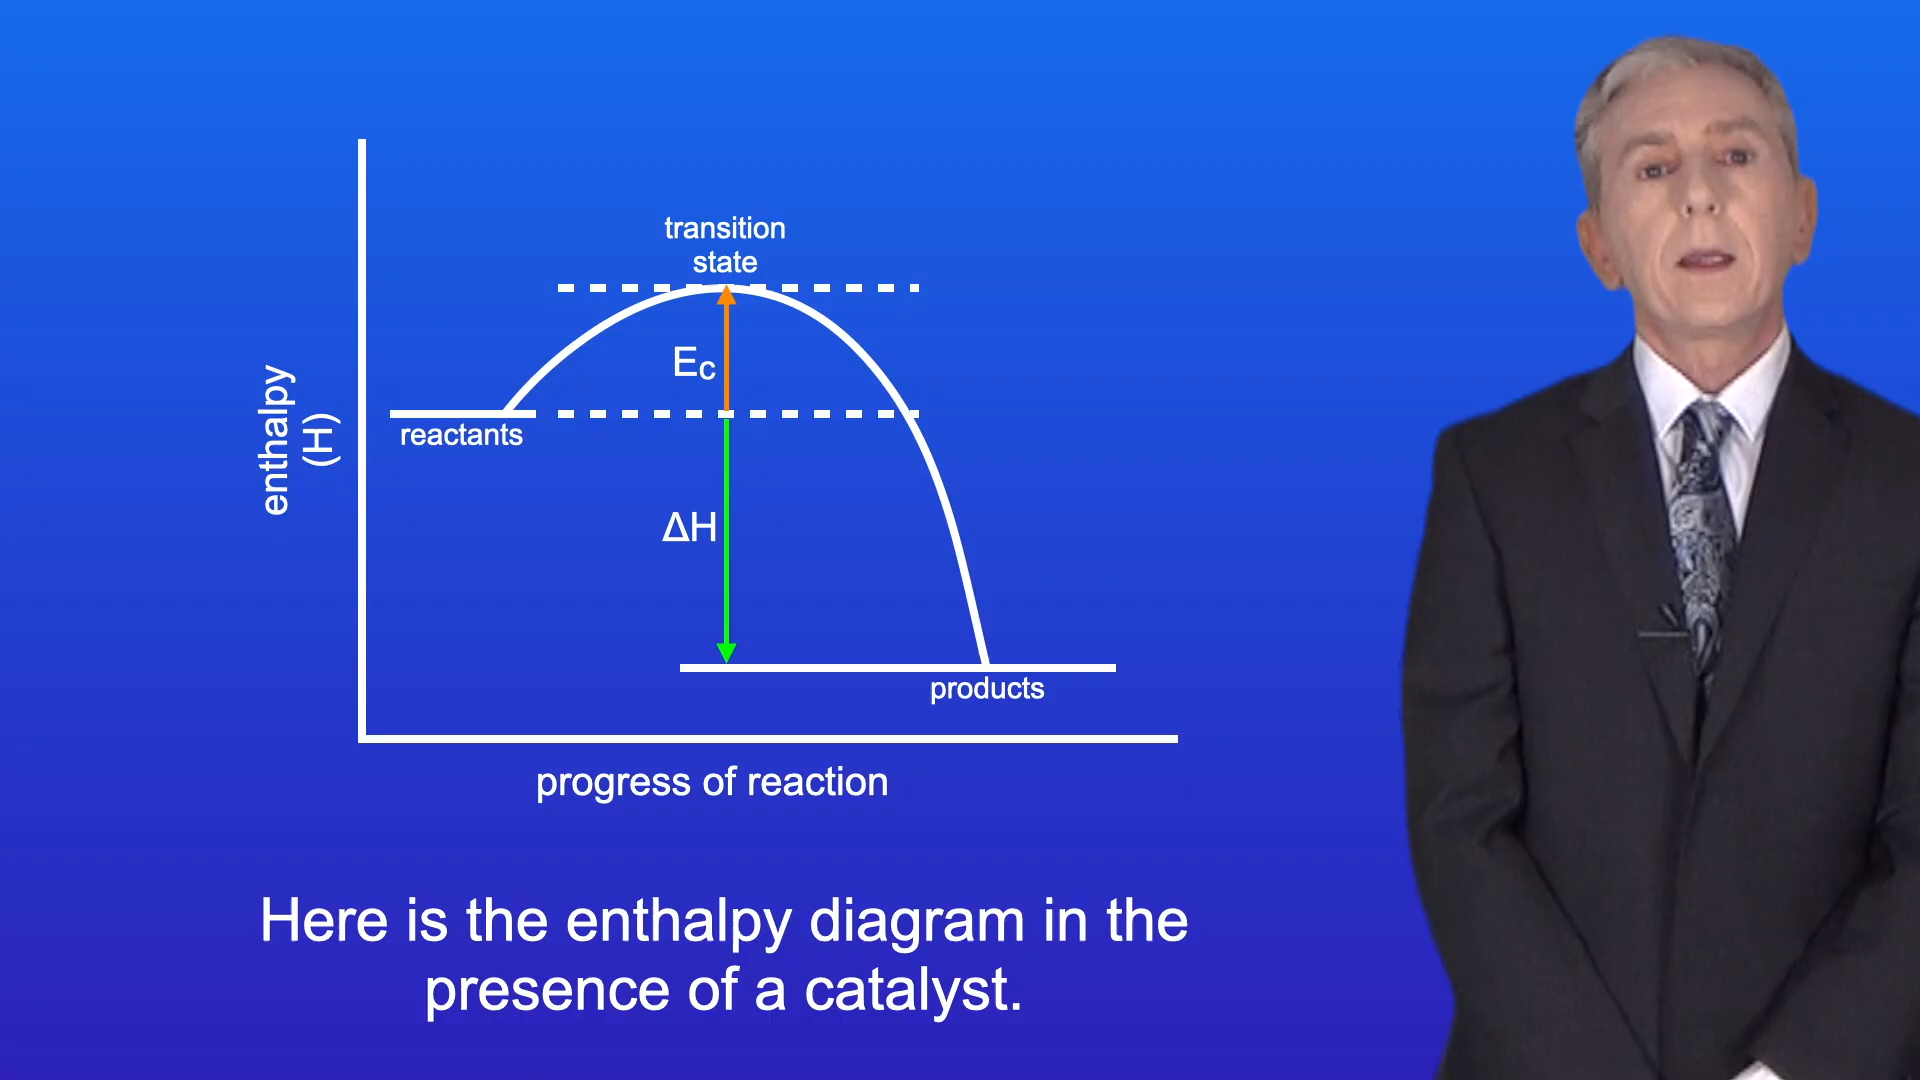 transition
state
E꜀
reactants
enthalpy
(H)
ΔH
products
progress of reaction
Here is the enthalpy diagram in the
presence of a catalyst.